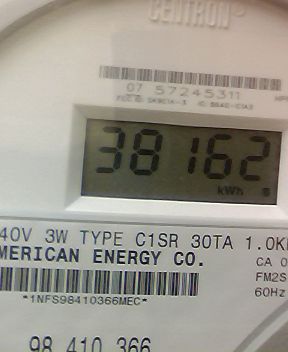 CENTRON®
07 57245311
38162
kWh
40V 3W TYPE C1SR 30TA 1.0K
MERICAN ENERGY CO.
CA 0
FM2S
60Hz
*1NFS98410366MEC*
98 410 366